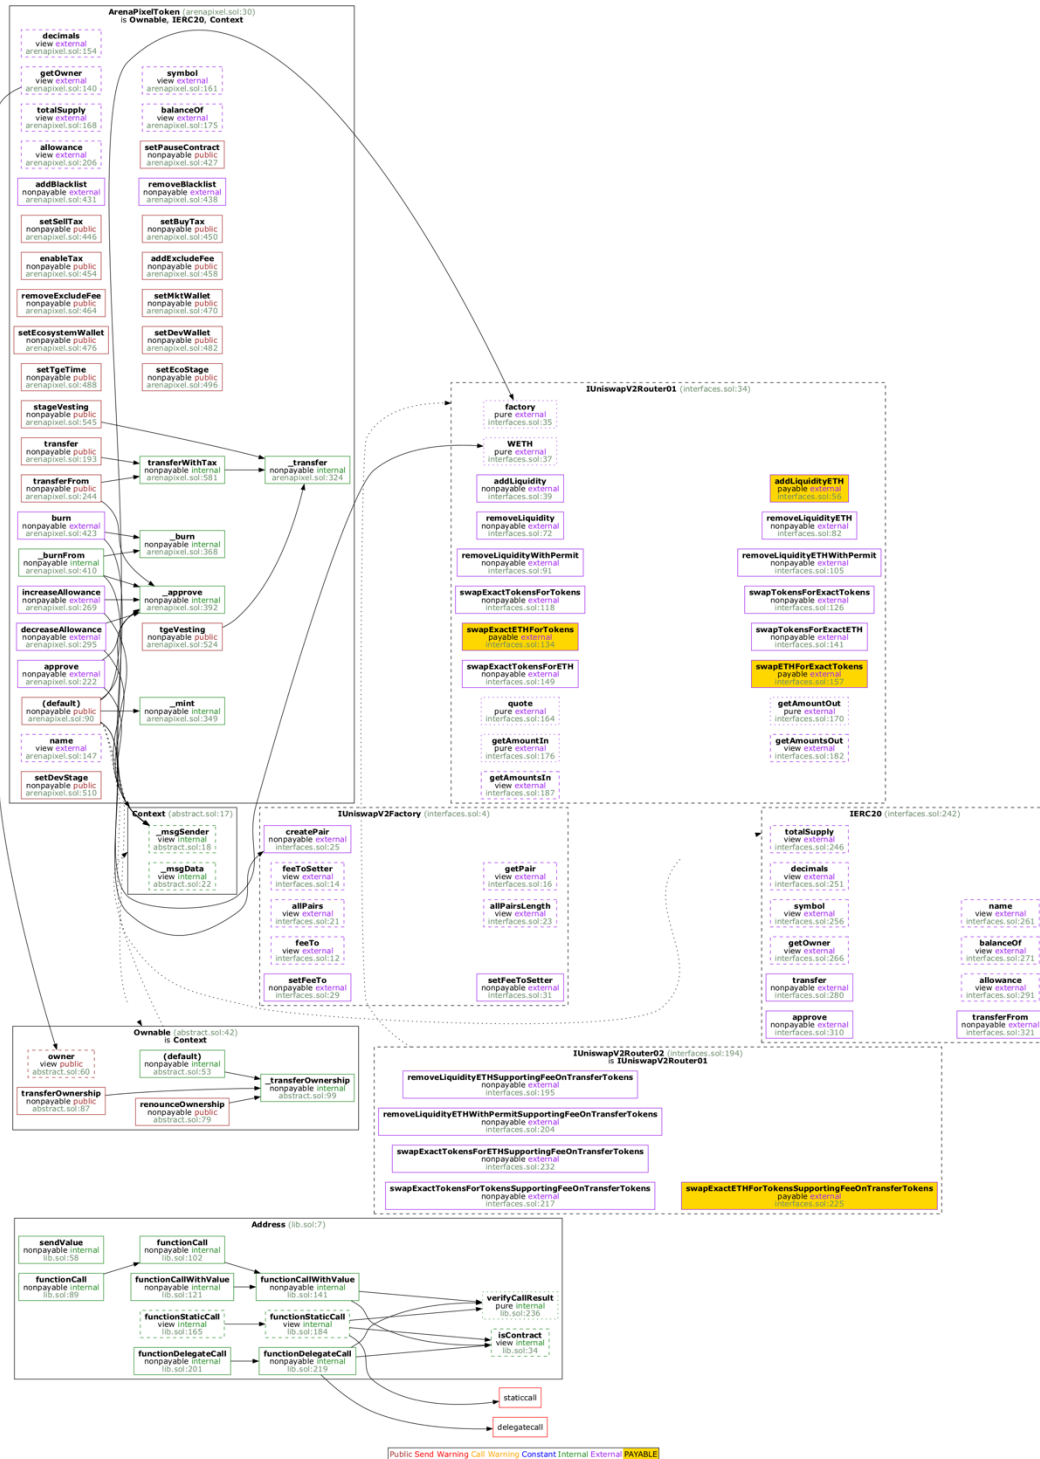 ArenaPixelToken (arenapixel.sol:30)
is Ownable, IERC20, Context
decimals
view external
arenapixel.sol:154
getOwner
view external
arenapixel.sol:140
symbol
view external
arenapixel.sol:161
totalSupply
view external
arenapixel.sol:168
balanceOf
view external
arenapixel.sol:175
allowance
view external
arenapixel.sol:206
setPauseContract
nonpayable public
arenapixel.sol:427
addBlacklist
nonpayable external
arenapixel.sol:431
removeBlacklist
nonpayable external
arenapixel.sol:438
setSellTax
nonpayable public
arenapixel.sol:446
setBuyTax
nonpayable public
arenapixel.sol:450
enableTax
nonpayable public
arenapixel.sol:454
addExcludeFee
nonpayable public
arenapixel.sol:458
removeExcludeFee
nonpayable public
arenapixel.sol:464
setMktWallet
nonpayable public
arenapixel.sol:470
setEcosystemWallet
nonpayable public
arenapixel.sol:476
setDevWallet
nonpayable public
arenapixel.sol:482
setTgeTime
nonpayable public
arenapixel.sol:488
setEcoStage
nonpayable public
arenapixel.sol:496
stageVesting
nonpayable public
arenapixel.sol:545
transfer
nonpayable public
arenapixel.sol:193
transferWithTax
nonpayable internal
arenapixel.sol:581
_transfer
nonpayable internal
arenapixel.sol:324
transferFrom
nonpayable public
arenapixel.sol:244
burn
nonpayable external
arenapixel.sol:423
_burn
nonpayable internal
arenapixel.sol:368
_burnFrom
nonpayable internal
arenapixel.sol:410
increaseAllowance
nonpayable external
arenapixel.sol:269
_approve
nonpayable internal
arenapixel.sol:392
decreaseAllowance
nonpayable external
arenapixel.sol:295
tgeVesting
nonpayable public
arenapixel.sol:524
approve
nonpayable external
arenapixel.sol:222
(default)
nonpayable public
arenapixel.sol:90
_mint
nonpayable internal
arenapixel.sol:349
name
view external
arenapixel.sol:147
setDevStage
nonpayable public
arenapixel.sol:510
IUniswapV2Router01 (interfaces.sol:34)
factory
pure external
interfaces.sol:35
WETH
pure external
interfaces.sol:37
addLiquidity
nonpayable external
interfaces.sol:39
addLiquidityETH
payable external
interfaces.sol:56
removeLiquidity
nonpayable external
interfaces.sol:72
removeLiquidityETH
nonpayable external
interfaces.sol:82
removeLiquidityWithPermit
nonpayable external
interfaces.sol:91
removeLiquidityETHWithPermit
nonpayable external
interfaces.sol:105
swapExactTokensForTokens
nonpayable external
interfaces.sol:118
swapTokensForExactTokens
nonpayable external
interfaces.sol:126
swapExactETHForTokens
payable external
interfaces.sol:134
swapTokensForExactETH
nonpayable external
interfaces.sol:141
swapExactTokensForETH
nonpayable external
interfaces.sol:149
swapETHForExactTokens
payable external
interfaces.sol:157
quote
pure external
interfaces.sol:164
getAmountOut
pure external
interfaces.sol:170
getAmountIn
pure external
interfaces.sol:176
getAmountsOut
view external
interfaces.sol:182
getAmountsIn
view external
interfaces.sol:187
Context (abstract.sol:17)
_msgSender
view internal
abstract.sol:18
_msgData
view internal
abstract.sol:22
IUniswapV2Factory (interfaces.sol:4)
createPair
nonpayable external
interfaces.sol:25
feeToSetter
view external
interfaces.sol:14
getPair
view external
interfaces.sol:16
allPairs
view external
interfaces.sol:21
allPairsLength
view external
interfaces.sol:23
feeTo
view external
interfaces.sol:12
setFeeTo
nonpayable external
interfaces.sol:29
setFeeToSetter
nonpayable external
interfaces.sol:31
IERC20 (interfaces.sol:242)
totalSupply
view external
interfaces.sol:246
decimals
view external
interfaces.sol:251
symbol
view external
interfaces.sol:256
name
view external
interfaces.sol:261
getOwner
view external
interfaces.sol:266
balanceOf
view external
interfaces.sol:271
transfer
nonpayable external
interfaces.sol:280
allowance
view external
interfaces.sol:291
approve
nonpayable external
interfaces.sol:310
transferFrom
nonpayable external
interfaces.sol:321
Ownable (abstract.sol:42)
is Context
owner
view public
abstract.sol:60
(default)
nonpayable internal
abstract.sol:53
_transferOwnership
nonpayable internal
abstract.sol:99
transferOwnership
nonpayable public
abstract.sol:87
renounceOwnership
nonpayable public
abstract.sol:79
IUniswapV2Router02 (interfaces.sol:194)
is IUniswapV2Router01
removeLiquidityETHSupportingFeeOnTransferTokens
nonpayable external
interfaces.sol:195
removeLiquidityETHWithPermitSupportingFeeOnTransferTokens
nonpayable external
interfaces.sol:204
swapExactTokensForETHSupportingFeeOnTransferTokens
nonpayable external
interfaces.sol:232
swapExactTokensForTokensSupportingFeeOnTransferTokens
nonpayable external
interfaces.sol:217
swapExactETHForTokensSupportingFeeOnTransferTokens
payable external
interfaces.sol:225
Address (lib.sol:7)
sendValue
nonpayable internal
lib.sol:58
functionCall
nonpayable internal
lib.sol:102
functionCall
nonpayable internal
lib.sol:89
functionCallWithValue
nonpayable internal
lib.sol:121
functionCallWithValue
nonpayable internal
lib.sol:141
verifyCallResult
pure internal
lib.sol:236
functionStaticCall
view internal
lib.sol:165
functionStaticCall
view internal
lib.sol:184
isContract
view internal
lib.sol:34
functionDelegateCall
nonpayable internal
lib.sol:201
functionDelegateCall
nonpayable internal
lib.sol:219
staticcall
delegatecall
Public Send Warning Call Warning Constant Internal External PAYABLE